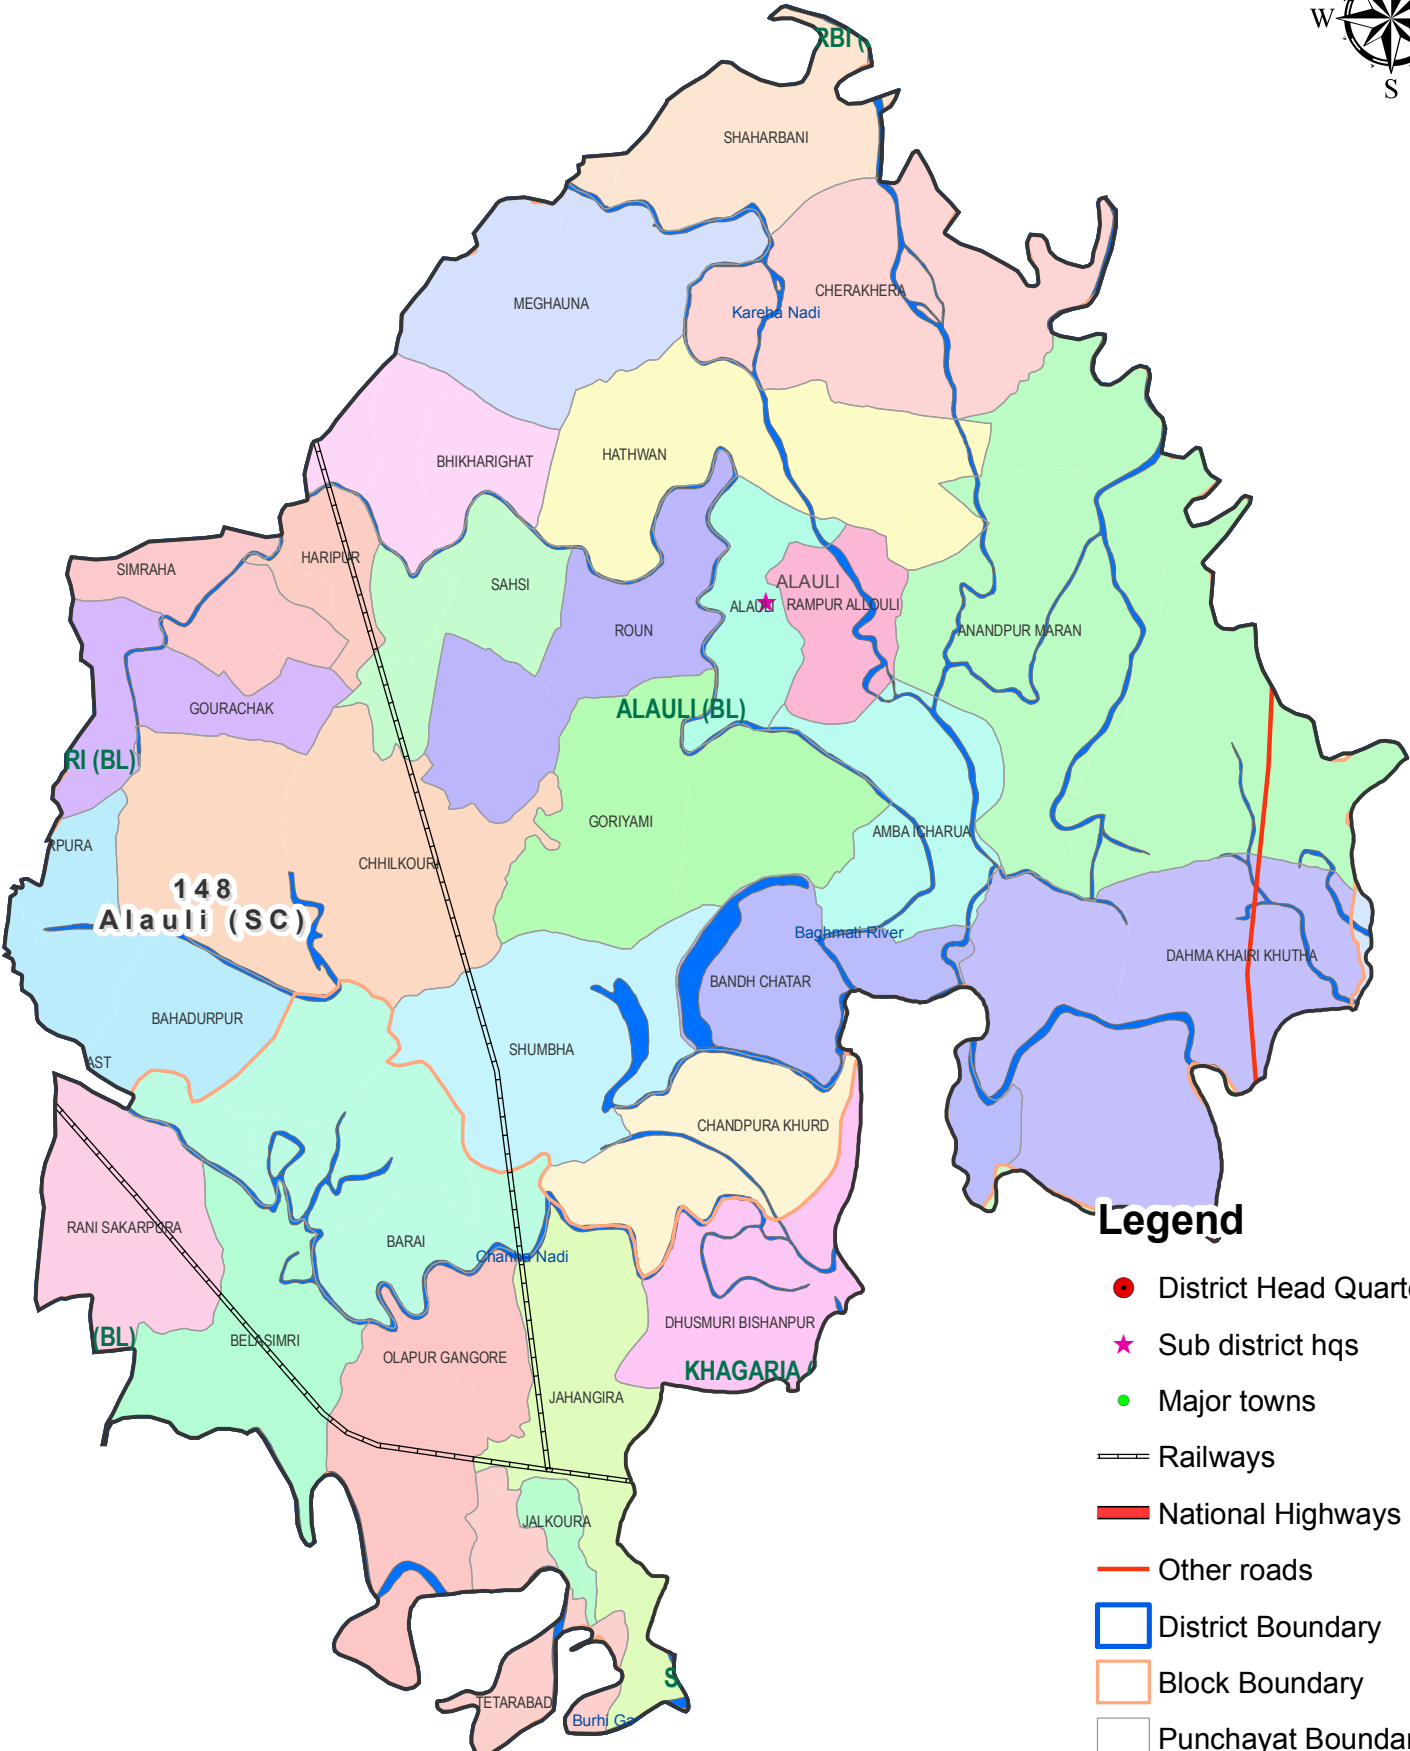 RBI (
W
S
SHAHARBANI
MEGHAUNA
CHERAKHERA
Kareha Nadi
BHIKHARIGHAT
HATHWAN
HARIPUR
SIMRAHA
SAHSI
ALAULI
ALAULI
RAMPUR ALLOULI
ROUN
ANANDPUR MARAN
GOURACHAK
ALAULI (BL)
RI (BL)
GORIYAMI
AMBA ICHARUA
RPURA
CHHILKOURI
148
Alauli (SC)
Baghmati River
DAHMA KHAIRI KHUTHA
BANDH CHATAR
BAHADURPUR
SHUMBHA
AST
CHANDPURA KHURD
RANI SAKARPURA
BARAI
Channa Nadi
DHUSMURI BISHANPUR
(BL)
BELASIMRI
OLAPUR GANGORE
KHAGARIA (
JAHANGIRA
JALKOURA
S
TETARABAD
Burhi Ga
Legend
District Head Quarte
Sub district hqs
Major towns
Railways
National Highways
Other roads
District Boundary
Block Boundary
Punchayat Boundar